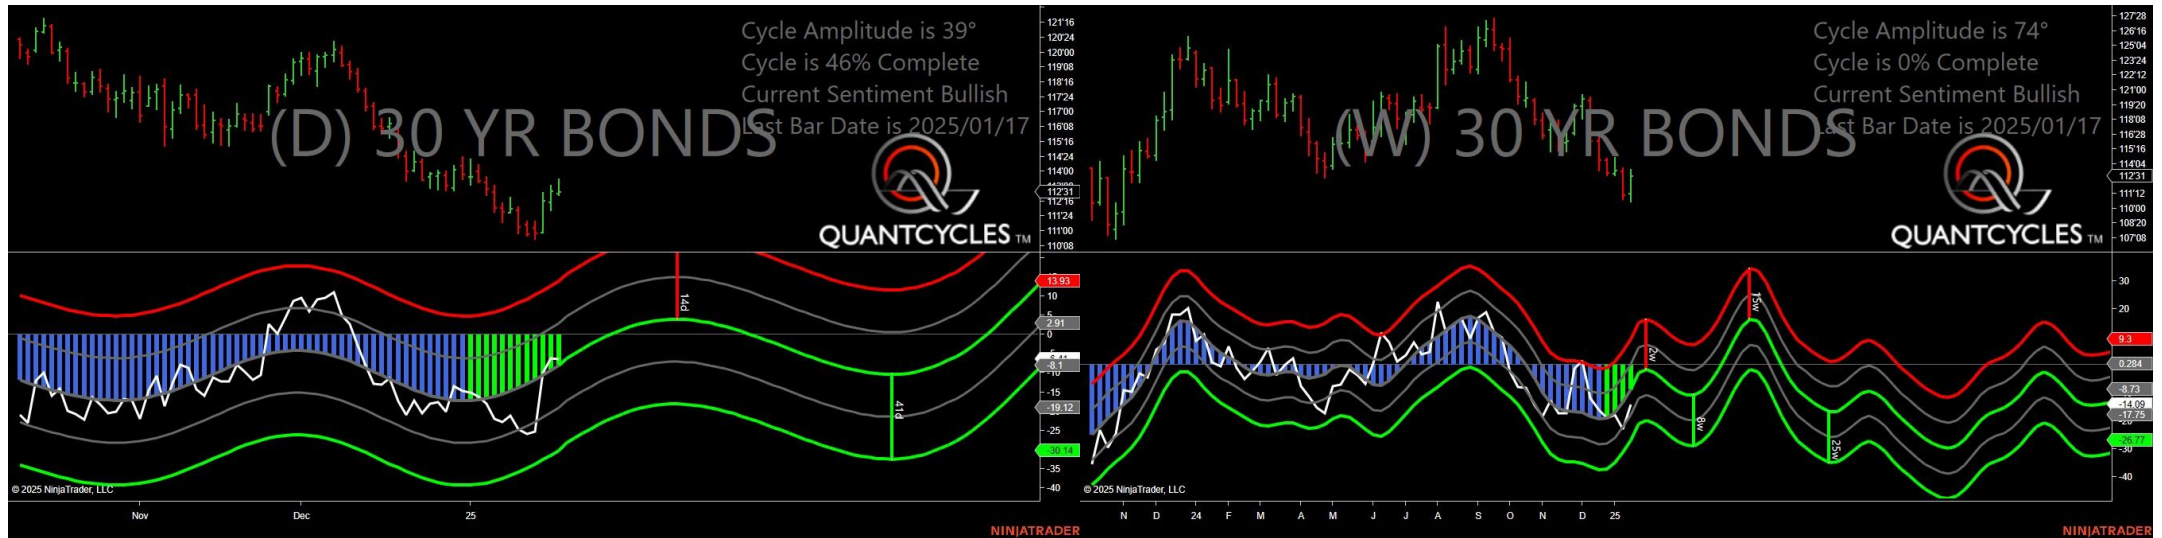 Cycle Amplitude is 39°
Cycle is 46% Complete
Current Sentiment Bullish
Last Bar Date is 2025/01/17
(D) 30 YR BONDS
QUANTCYCLES TM
121'16
120'24
120'00
119'08
118'16
117'24
117'00
116'08
115'16
114'24
114'00
112'31
112'16
111'24
111'00
110'08
14d
41d
13.93
10
5
2.91
0
-8.1
-10
-15
-19.12
-25
-30.14
-35
-40
© 2025 NinjaTrader, LLC
Nov
Dec
25
NINJATRADER
Cycle Amplitude is 74°
Cycle is 0% Complete
Current Sentiment Bullish
Last Bar Date is 2025/01/17
(W) 30 YR BONDS
QUANTCYCLES TM
127'28
126'16
125'04
123'24
122'12
121'00
119'20
118'08
116'28
115'16
114'04
112'31
111'12
110'00
108'20
107'08
2w
8w
15w
25w
30
20
9.3
0.284
-8.73
-14.09
-17.75
-26.77
-30
-40
© 2025 NinjaTrader, LLC
N D 24 F M A M J J A S O N D 25
NINJATRADER